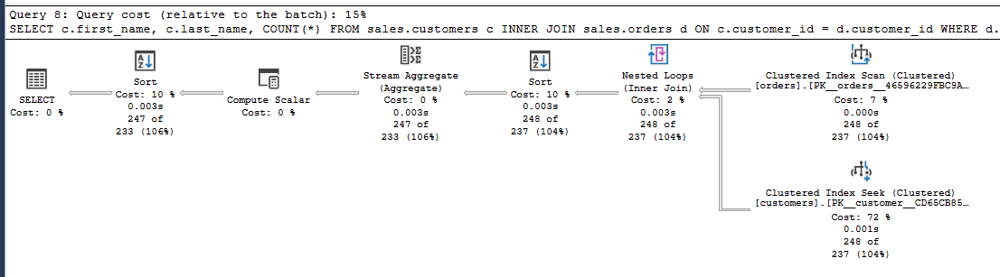 Query 8: Query cost (relative to the batch): 15%
SELECT c.first_name, c.last_name, COUNT(*) FROM sales.customers c INNER JOIN sales.orders d ON c.customer_id = d.customer_id WHERE d.
SELECT
Cost: 0 %
Sort
Cost: 10 %
0.003s
247 of
233 (106%)
Compute Scalar
Cost: 0 %
Stream Aggregate
(Aggregate)
Cost: 0 %
0.003s
247 of
233 (106%)
Sort
Cost: 10 %
0.003s
248 of
237 (104%)
Nested Loops
(Inner Join)
Cost: 2 %
0.003s
248 of
237 (104%)
Clustered Index Scan (Clustered)
[orders].[PK__orders__46596229FBC9A…
Cost: 7 %
0.000s
248 of
237 (104%)
Clustered Index Seek (Clustered)
[customers].[PK__customer__CD65CB85…
Cost: 72 %
0.001s
248 of
237 (104%)